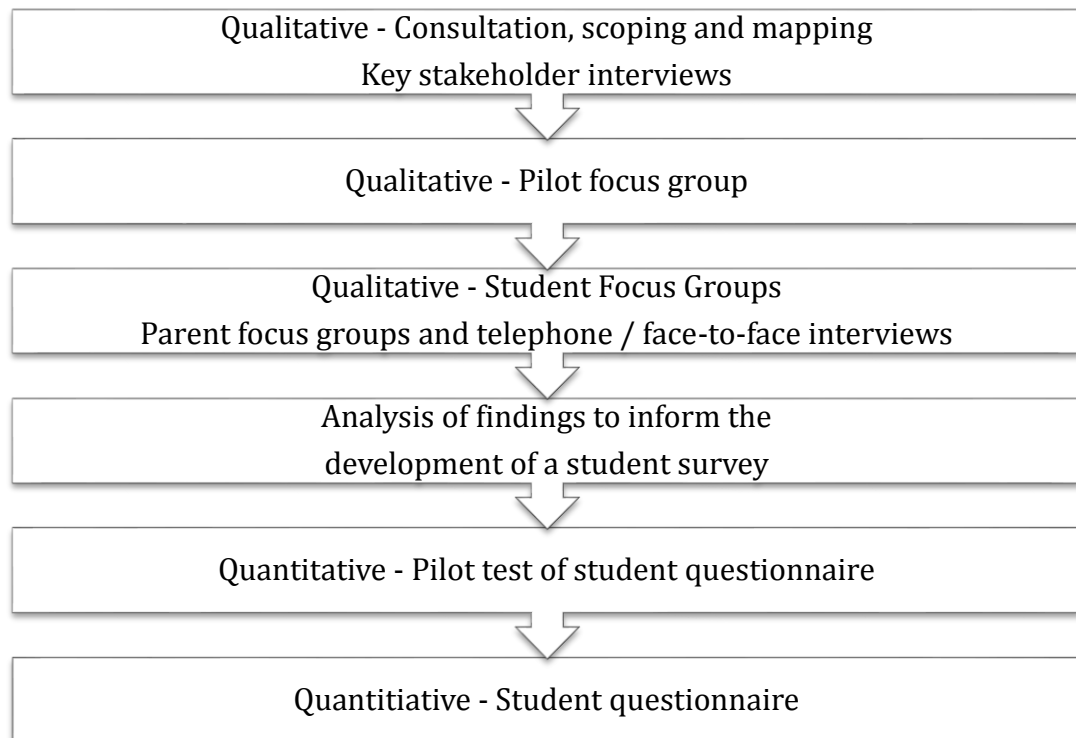 Qualitative - Consultation, scoping and mapping
Key stakeholder interviews
Qualitative - Pilot focus group
Qualitative - Student Focus Groups
Parent focus groups and telephone / face-to-face interviews
Analysis of findings to inform the
development of a student survey
Quantitative - Pilot test of student questionnaire
Quantitiative - Student questionnaire